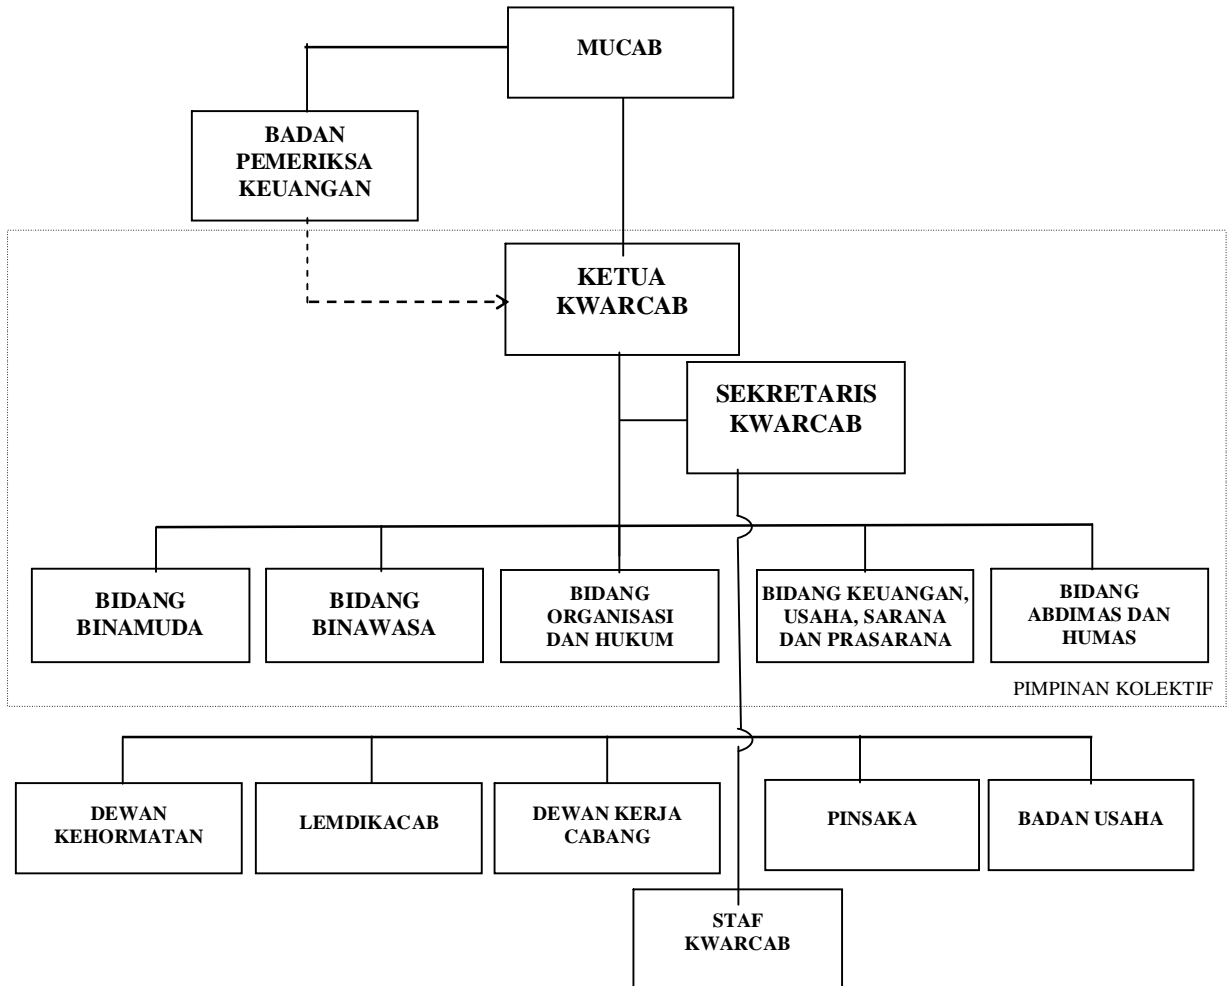 MUCAB
BADAN
PEMERIKSA
KEUANGAN
KETUA
KWARCAB
SEKRETARIS
KWARCAB
BIDANG
BINAMUDA
BIDANG
BINAWASA
BIDANG
ORGANISASI
DAN HUKUM
BIDANG KEUANGAN,
USAHA, SARANA
DAN PRASARANA
BIDANG
ABDIMAS DAN
HUMAS
PIMPINAN KOLEKTIF
DEWAN
KEHORMATAN
LEMDIKACAB
DEWAN KERJA
CABANG
PINSAKA
BADAN USAHA
STAF
KWARCAB